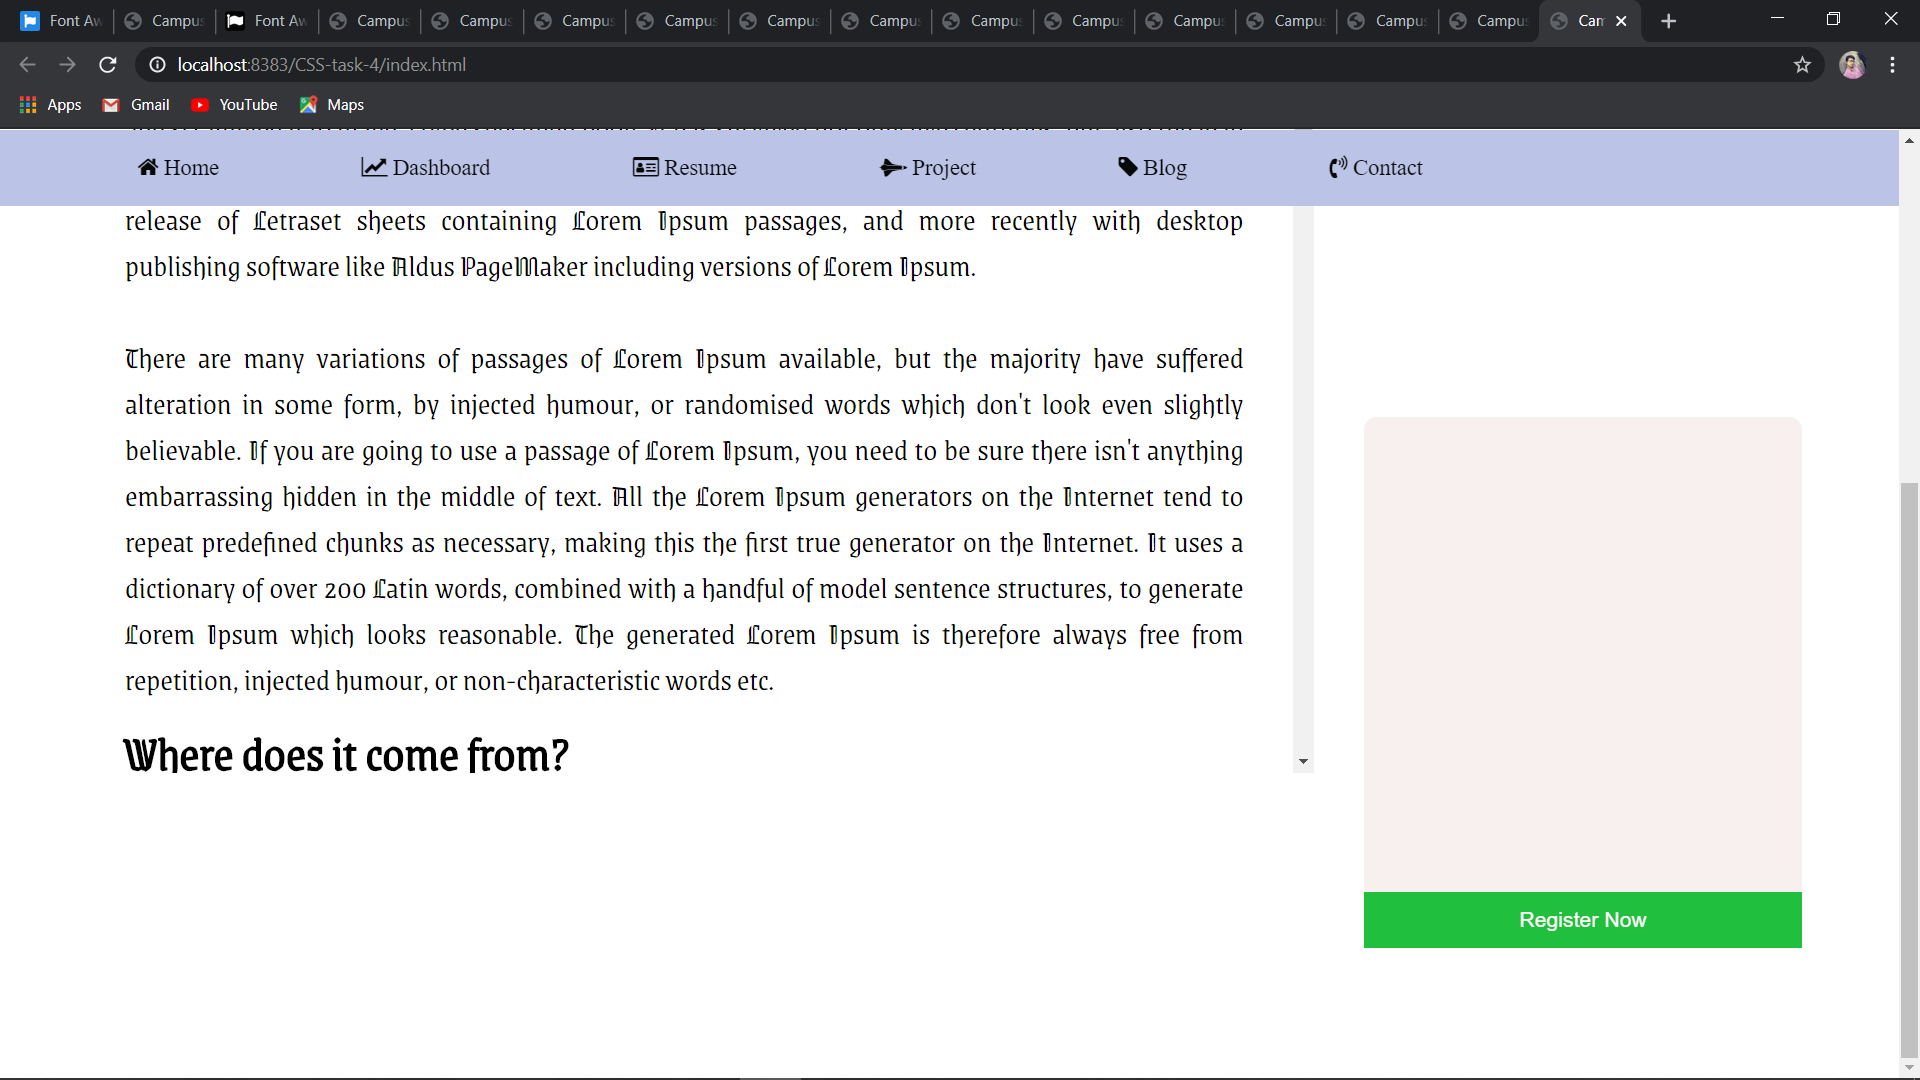 Font Aw Campus Font Aw Campus Campus Campus Campus Campus Campus Campus Campus Campus Campus Campus Campus Cam
localhost:8383/CSS-task-4/index.html
Apps Gmail YouTube Maps
Home Dashboard Resume Project Blog Contact
release of Letraset sheets containing Lorem Ipsum passages, and more recently with desktop
publishing software like Aldus PageMaker including versions of Lorem Ipsum.
There are many variations of passages of Lorem Ipsum available, but the majority have suffered
alteration in some form, by injected humour, or randomised words which don't look even slightly
believable. If you are going to use a passage of Lorem Ipsum, you need to be sure there isn't anything
embarrassing hidden in the middle of text. All the Lorem Ipsum generators on the Internet tend to
repeat predefined chunks as necessary, making this the first true generator on the Internet. It uses a
dictionary of over 200 Latin words, combined with a handful of model sentence structures, to generate
Lorem Ipsum which looks reasonable. The generated Lorem Ipsum is therefore always free from
repetition, injected humour, or non-characteristic words etc.
Where does it come from?
Register Now